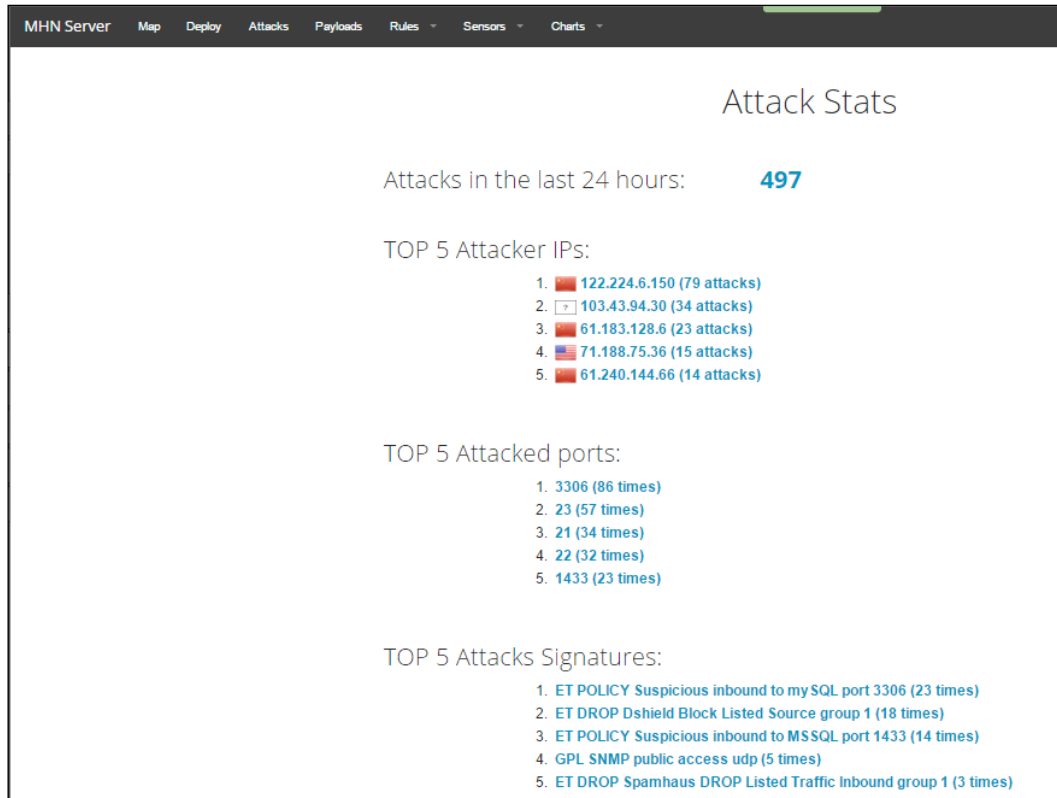 MHN Server Map Deploy Attacks Payloads Rules Sensors Charts
Attack Stats
Attacks in the last 24 hours: 497
TOP 5 Attacker IPs:
1. 122.224.6.150 (79 attacks)
2. ? 103.43.94.30 (34 attacks)
3. 61.183.128.6 (23 attacks)
4. 71.188.75.36 (15 attacks)
5. 61.240.144.66 (14 attacks)
TOP 5 Attacked ports:
1. 3306 (86 times)
2. 23 (57 times)
3. 21 (34 times)
4. 22 (32 times)
5. 1433 (23 times)
TOP 5 Attacks Signatures:
1. ET POLICY Suspicious inbound to mySQL port 3306 (23 times)
2. ET DROP Dshield Block Listed Source group 1 (18 times)
3. ET POLICY Suspicious inbound to MSSQL port 1433 (14 times)
4. GPL SNMP public access udp (5 times)
5. ET DROP Spamhaus DROP Listed Traffic Inbound group 1 (3 times)